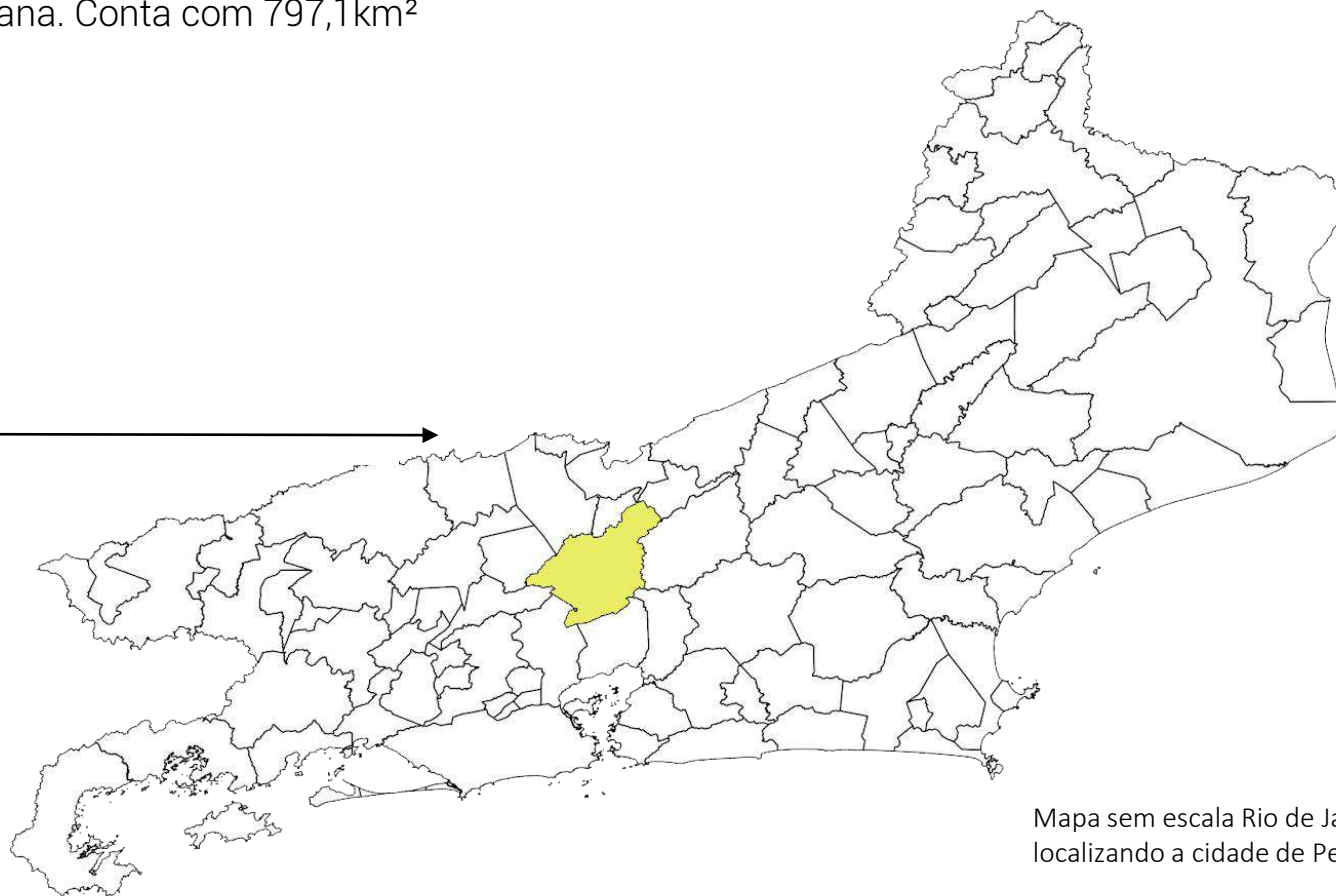 ana. Conta com 797,1km²
Mapa sem escala Rio de Ja
localizando a cidade de Pe